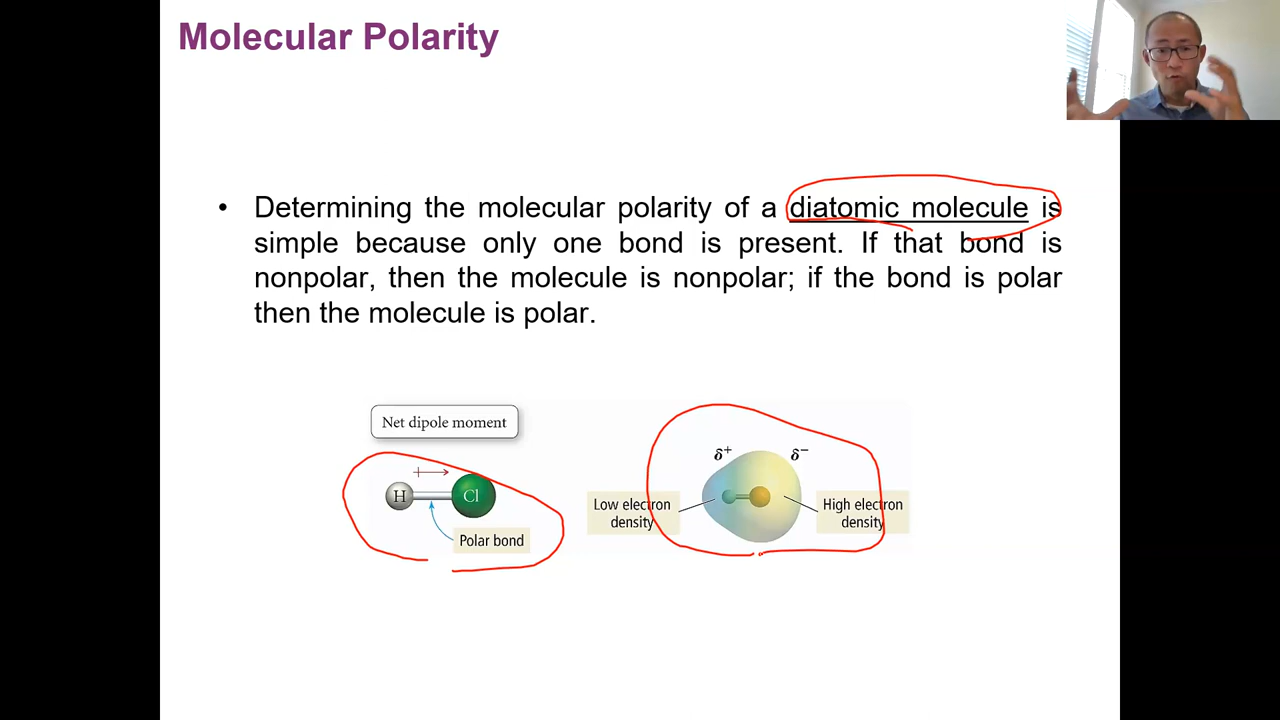 Molecular Polarity
• Determining the molecular polarity of a diatomic molecule is
simple because only one bond is present. If that bond is
nonpolar, then the molecule is nonpolar; if the bond is polar
then the molecule is polar.
Net dipole moment
H
Cl
Polar bond
δ+
δ−
Low electron
density
High electron
density